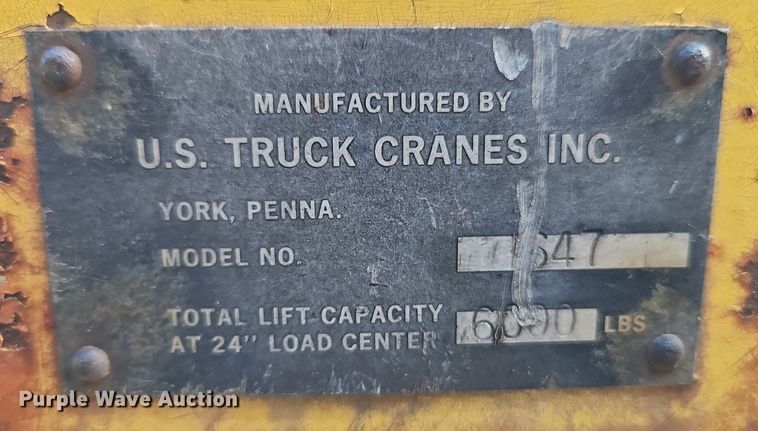 MANUFACTURED BY
U.S. TRUCK CRANES INC.
YORK, PENNA.
MODEL NO.
TOTAL LIFT CAPACITY
AT 24" LOAD CENTER 6000 LBS
Purple Wave Auction